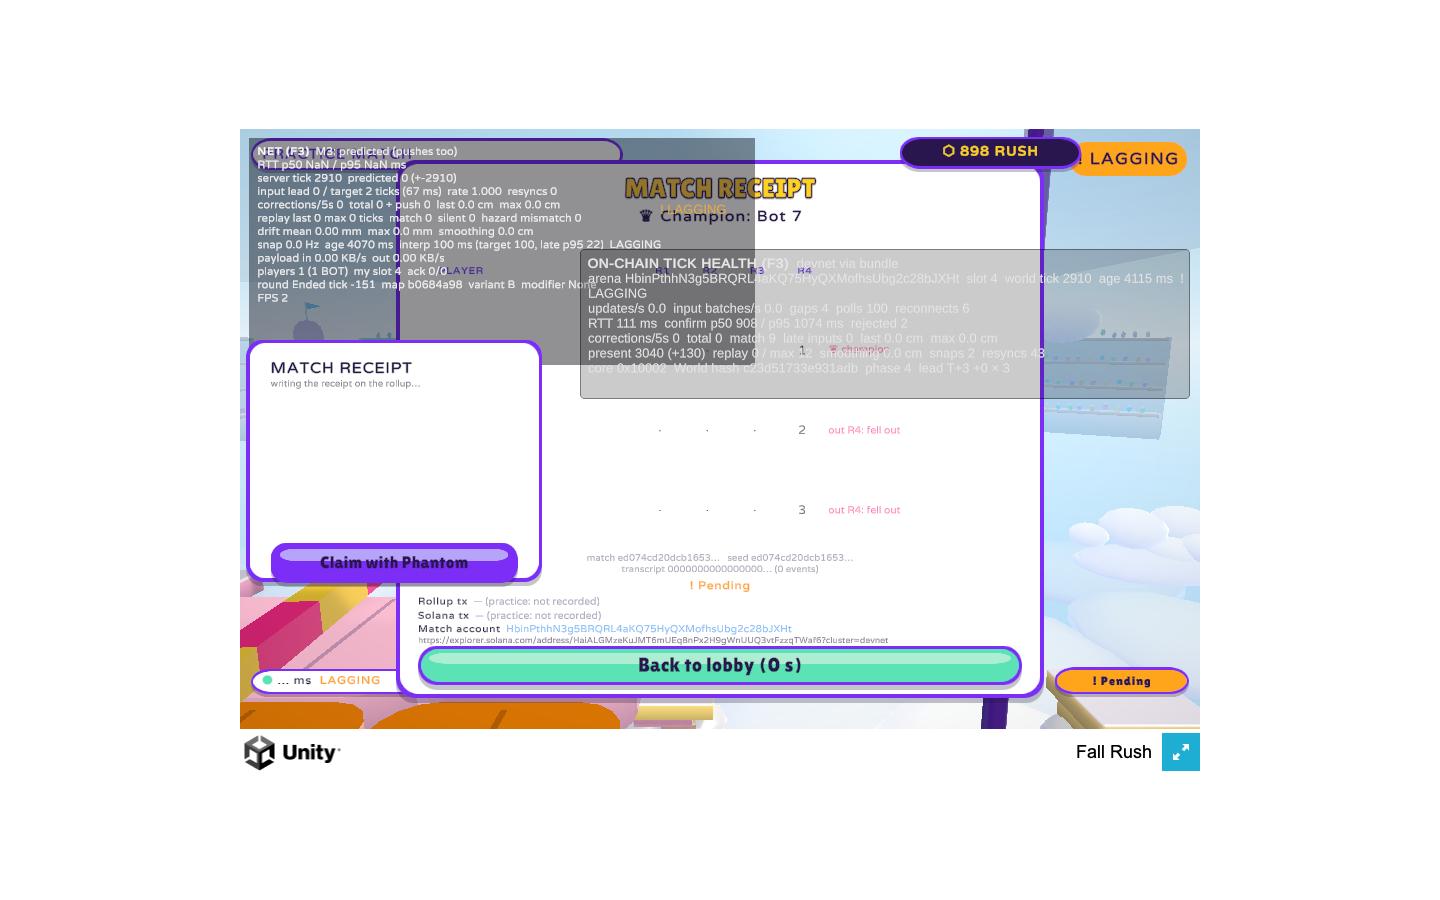 PRACTICE MATCH
NET (F3)  M3: predicted (pushes too)
RTT p50 NaN / p95 NaN ms
server tick 2910  predicted 0 (+-2910)
input lead 0 / target 2 ticks (67 ms)  rate 1.000  resyncs 0
corrections/5s 0  total 0 + push 0  last 0.0 cm  max 0.0 cm
replay last 0 max 0 ticks  match 0  silent 0  hazard mismatch 0
drift mean 0.00 mm  max 0.0 mm  smoothing 0.0 cm
snap 0.0 Hz  age 4070 ms  interp 100 ms (target 100, late p95 22)  LAGGING
payload in 0.00 KB/s  out 0.00 KB/s
players 1 (1 BOT)  my slot 4  ack 0/0
round Ended tick -151  map b0684a98  variant B  modifier None
FPS 2
898 RUSH
! LAGGING
MATCH RECEIPT
! LAGGING
♛ Champion: Bot 7
PLAYER R1 R2 R3 R4
ON-CHAIN TICK HEALTH (F3)  devnet via bundle
arena HbinPthhN3g5BRQRL4aKQ75HyQXMofhsUbg2c28bJXHt  slot 4  world tick 2910  age 4115 ms  !
LAGGING
updates/s 0.0  input batches/s 0.0  gaps 4  polls 100  reconnects 6
RTT 111 ms  confirm p50 908 / p95 1074 ms  rejected 2
corrections/5s 0  total 0  match 9  late inputs 0  last 0.0 cm  max 0.0 cm
present 3040 (+130)  replay 0 / max 12  smoothing 0.0 cm  snaps 2  resyncs 43
core 0x10002  World hash c23d51733e931adb  phase 4  lead T+3 +0 × 3
1 ♛ champion
· · · 2 out R4: fell out
· · · 3 out R4: fell out
MATCH RECEIPT
writing the receipt on the rollup...
Claim with Phantom
match ed074cd20dcb1653...  seed ed074cd20dcb1653...
transcript 0000000000000000... (0 events)
! Pending
Rollup tx — (practice: not recorded)
Solana tx — (practice: not recorded)
Match account HbinPthhN3g5BRQRL4aKQ75HyQXMofhsUbg2c28bJXHt
https://explorer.solana.com/address/HaiALGMzeKuJMT6mUEq8nPx2H9gWnUUQ3vtFzzqTWaf6?cluster=devnet
Back to lobby (0 s)
... ms LAGGING
! Pending
Unity
Fall Rush